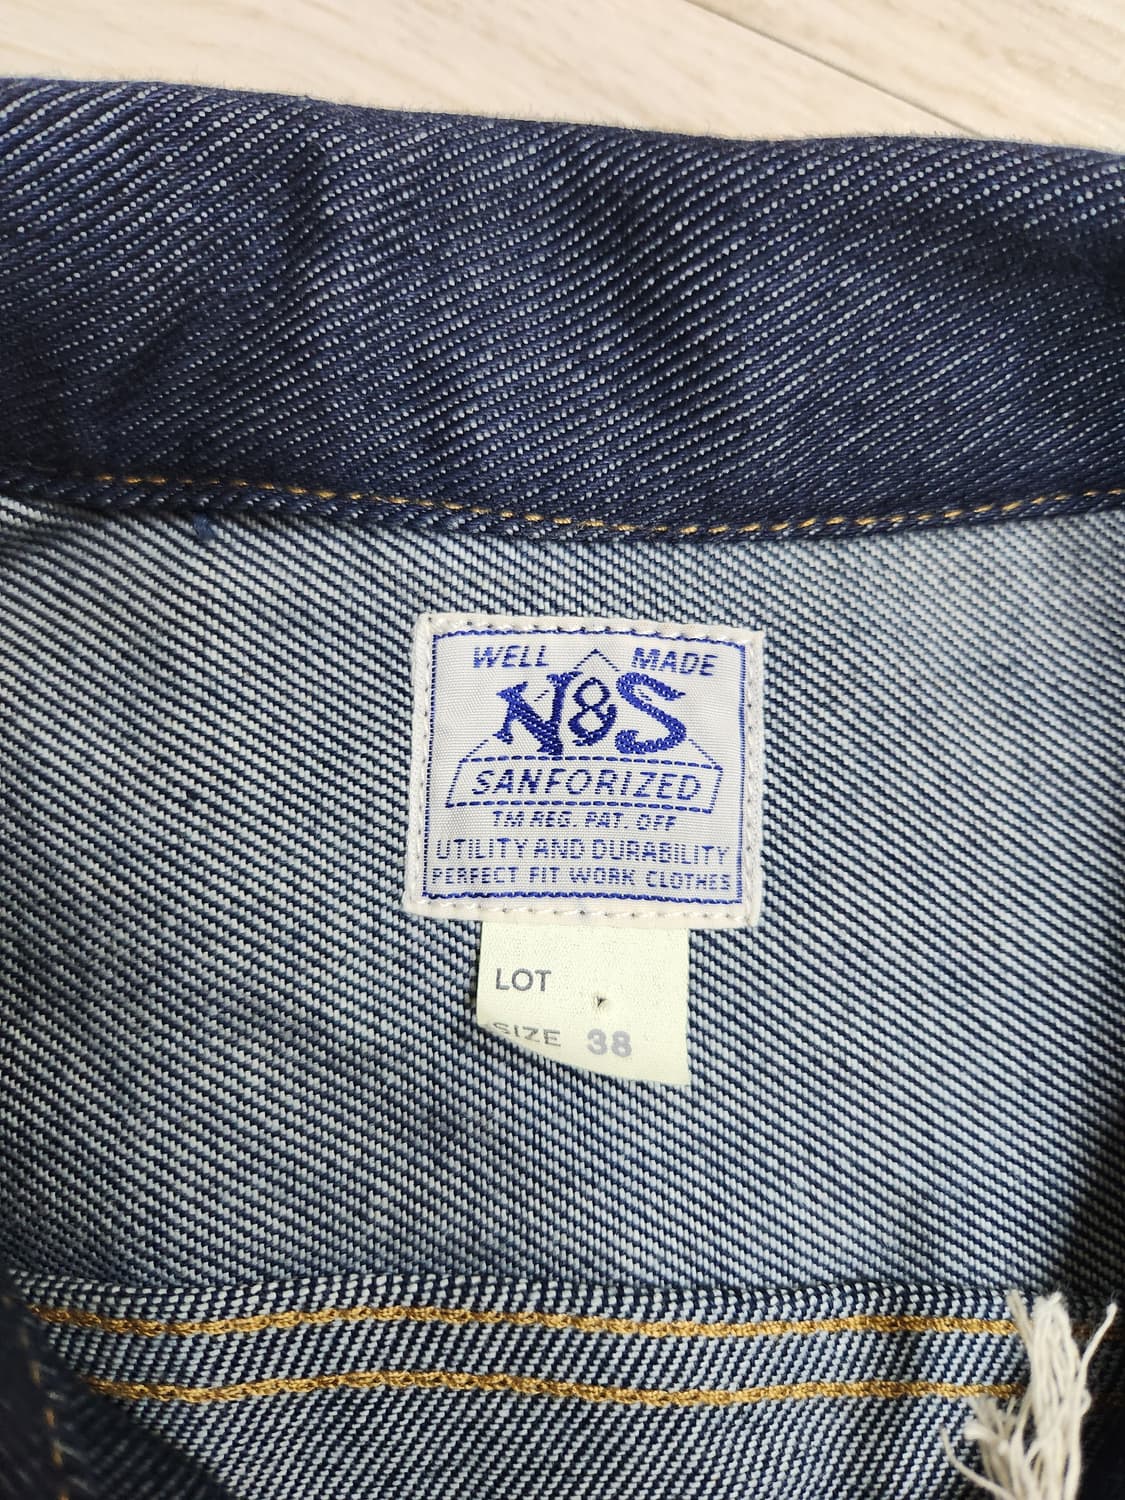 WELL MADE
N&S
SANFORIZED
TM REG. PAT. OFF
UTILITY AND DURABILITY
PERFECT FIT WORK CLOTHES
LOT
SIZE 38